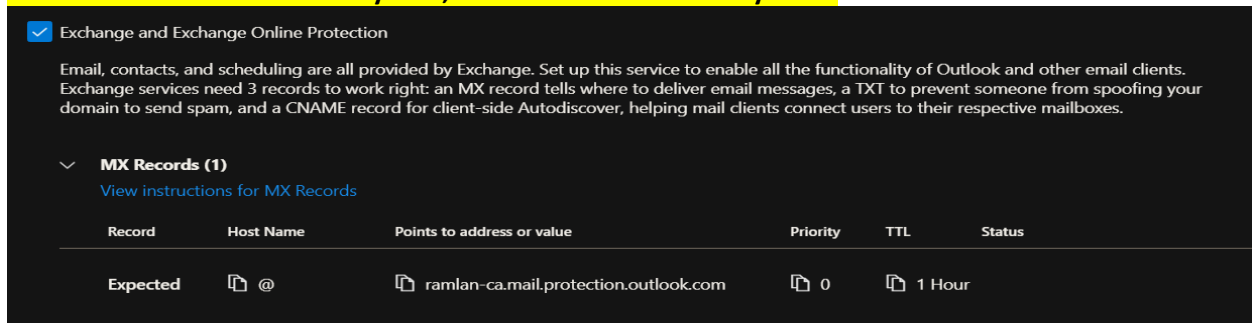 Exchange and Exchange Online Protection
Email, contacts, and scheduling are all provided by Exchange. Set up this service to enable all the functionality of Outlook and other email clients.
Exchange services need 3 records to work right: an MX record tells where to deliver email messages, a TXT to prevent someone from spoofing your
domain to send spam, and a CNAME record for client-side Autodiscover, helping mail clients connect users to their respective mailboxes.
MX Records (1)
View instructions for MX Records
Record Host Name Points to address or value Priority TTL Status
Expected @ ramlan-ca.mail.protection.outlook.com 0 1 Hour